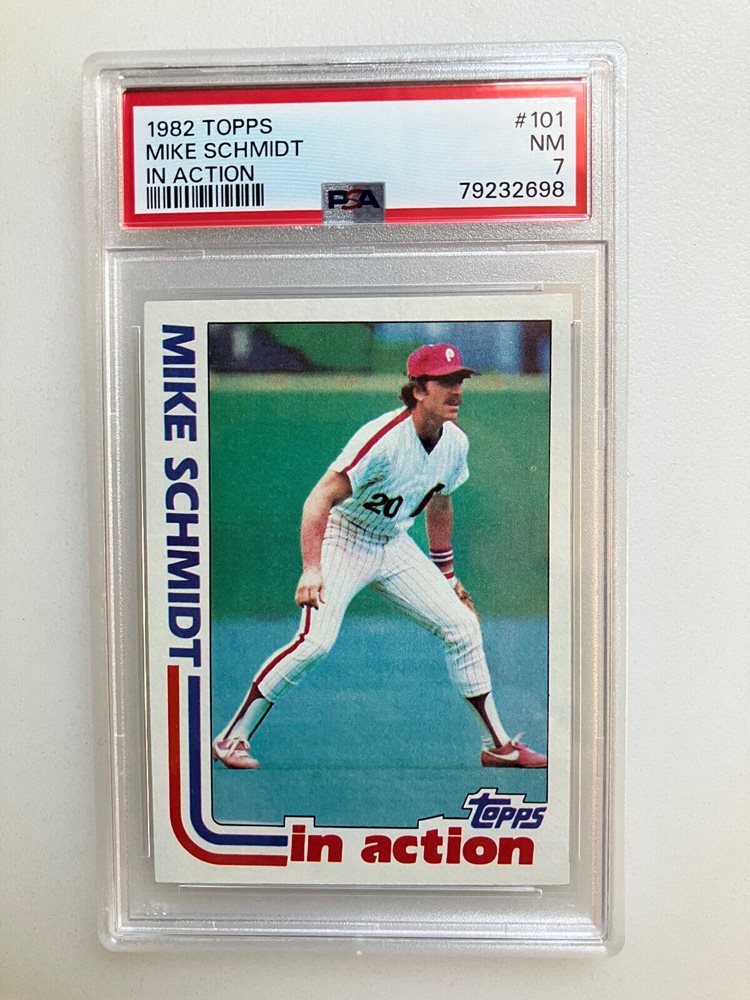 1982 TOPPS #101
MIKE SCHMIDT NM
IN ACTION 7
PSA 79232698
MIKE SCHMIDT
P
20
topps
in action